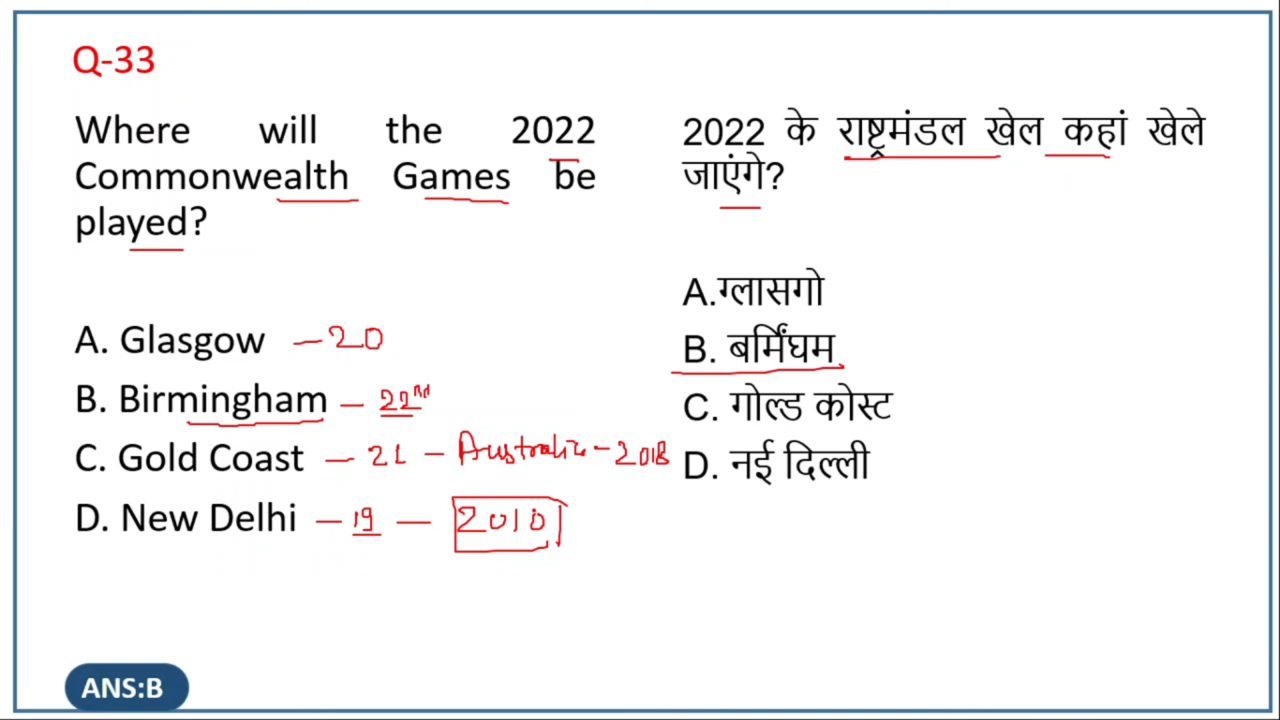 Q-33
Where will the 2022
Commonwealth Games be
played?
A. Glasgow – 20
B. Birmingham – 22nd
C. Gold Coast – 21 – Australia – 2018
D. New Delhi – 19 – 2010
2022 के राष्ट्रमंडल खेल कहां खेले
जाएंगे?
A.ग्लासगो
B. बर्मिंघम
C. गोल्ड कोस्ट
D. नई दिल्ली
ANS:B